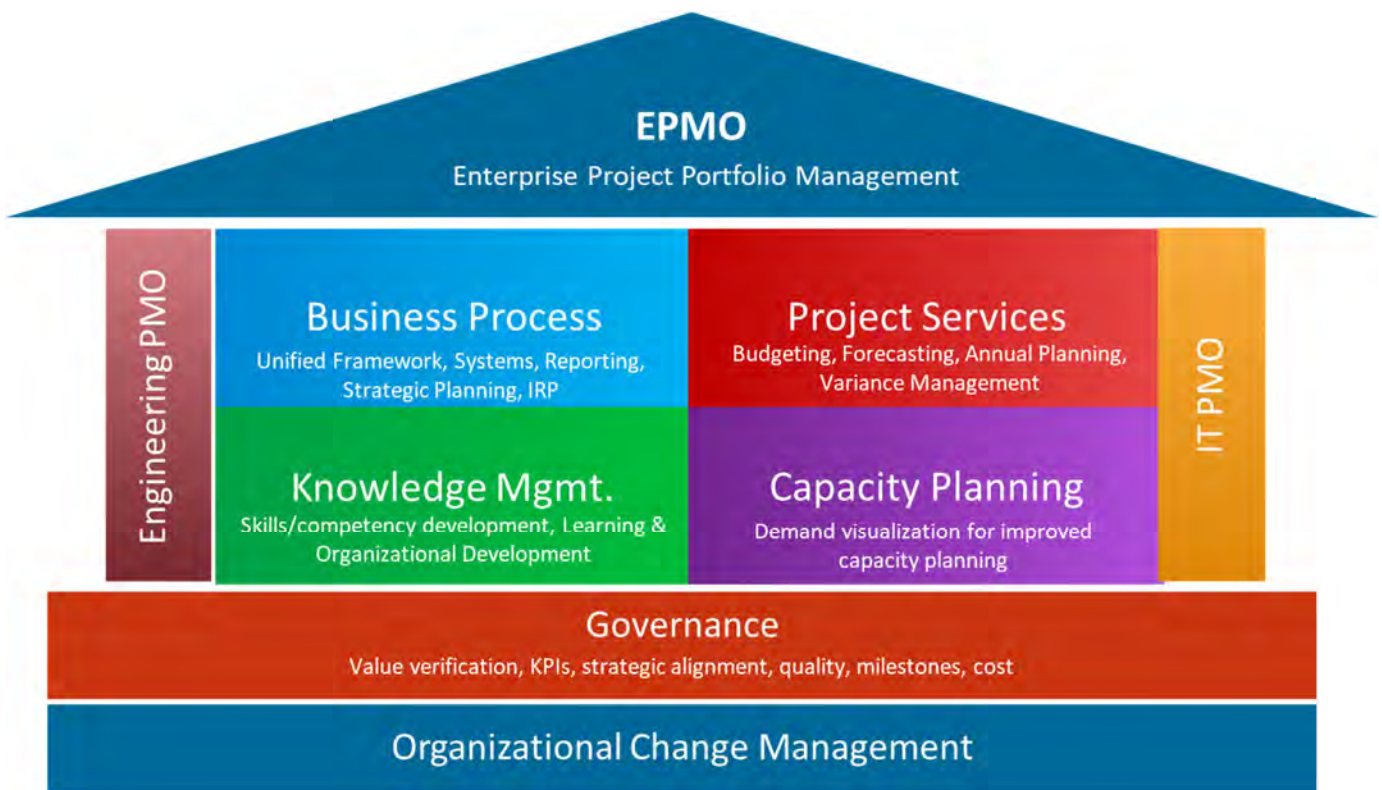 EPMO
Enterprise Project Portfolio Management
Engineering PMO
Business Process
Unified Framework, Systems, Reporting,
Strategic Planning, IRP
Project Services
Budgeting, Forecasting, Annual Planning,
Variance Management
IT PMO
Knowledge Mgmt.
Skills/competency development, Learning &
Organizational Development
Capacity Planning
Demand visualization for improved
capacity planning
Governance
Value verification, KPIs, strategic alignment, quality, milestones, cost
Organizational Change Management